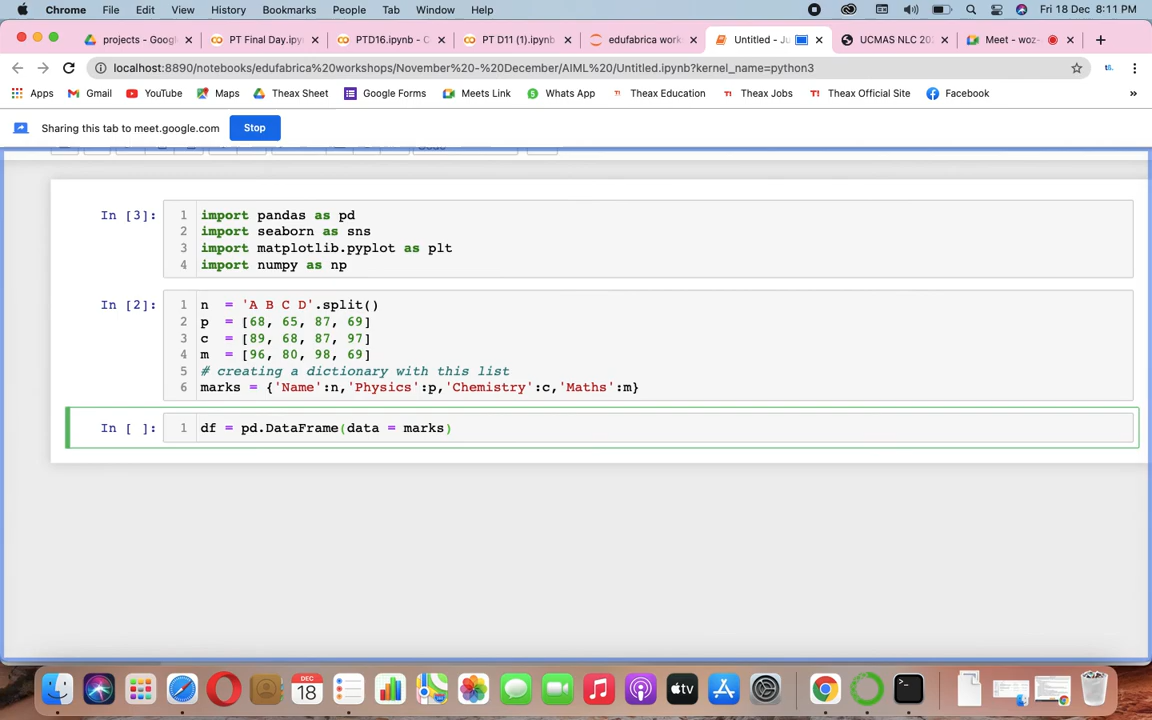 Chrome File Edit View History Bookmarks People Tab Window Help Fri 18 Dec 8:11 PM
projects - Googl PT Final Day.ipy PTD16.ipynb - C PT D11 (1).ipynb edufabrica work Untitled - Ju UCMAS NLC 20 Meet - woz-
localhost:8890/notebooks/edufabrica%20workshops/November%20-%20December/AIML%20/Untitled.ipynb?kernel_name=python3
Apps Gmail YouTube Maps Theax Sheet Google Forms Meets Link Whats App Theax Education Theax Jobs Theax Official Site Facebook »
Sharing this tab to meet.google.com Stop
In [3]:
1 import pandas as pd
2 import seaborn as sns
3 import matplotlib.pyplot as plt
4 import numpy as np
In [2]:
1 n = 'A B C D'.split()
2 p = [68, 65, 87, 69]
3 c = [89, 68, 87, 97]
4 m = [96, 80, 98, 69]
5 # creating a dictionary with this list
6 marks = {'Name':n,'Physics':p,'Chemistry':c,'Maths':m}
In [ ]:
1 df = pd.DataFrame(data = marks)
DEC
18
tv